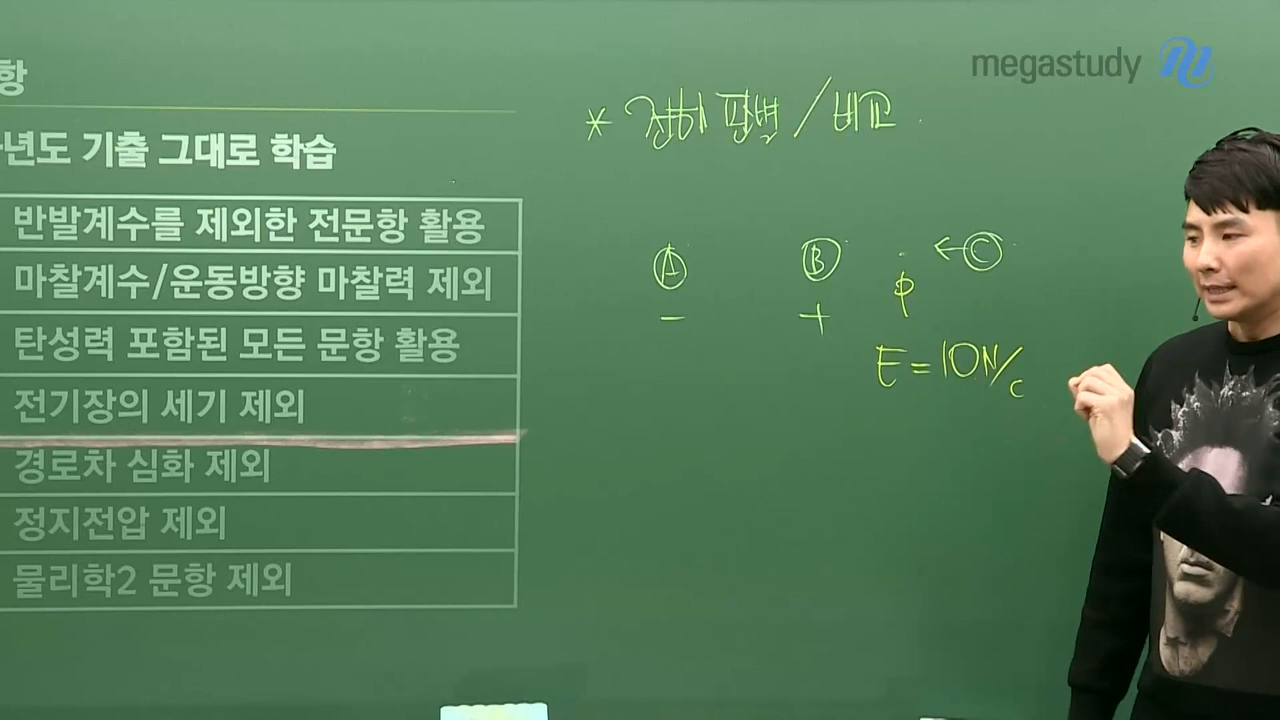 megastudy
항
년도 기출 그대로 학습
반발계수를 제외한 전문항 활용
마찰계수/운동방향 마찰력 제외
탄성력 포함된 모든 문항 활용
전기장의 세기 제외
경로차 심화 제외
정지전압 제외
물리학2 문항 제외
* 전하 판별 / 비교
A B ← C
- + p
E = 10N/C